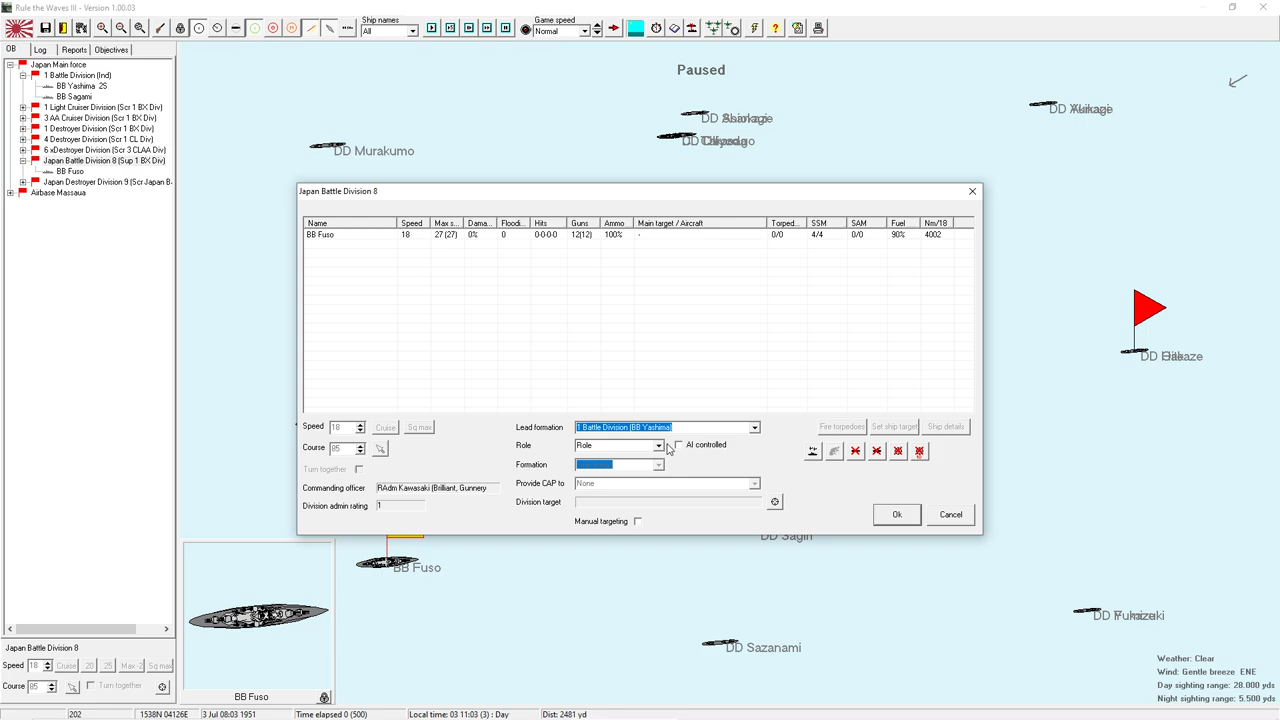 Rule the Waves III - Version 1.00.03
Ship names
All
Game speed
Normal
OB
Log
Reports
Objectives
Paused
Japan Main force
1 Battle Division (Ind)
BB Yashima 2S
BB Sagami
1 Light Cruiser Division (Scr 1 BX Div)
3 AA Cruiser Division (Scr 1 BX Div)
1 Destroyer Division (Scr 1 BX Div)
4 Destroyer Division (Scr 1 CL Div)
6 xDestroyer Division (Scr 3 CLAA Div)
Japan Battle Division 8 (Sup 1 BX Div)
BB Fuso
Japan Destroyer Division 9 (Scr Japan B
Airbase Massaua
DD Murakumo
DD
DD
DD
DD
Japan Battle Division 8
Name Speed Max s... Dama... Floodi... Hits Guns Ammo Main target / Aircraft Torped... SSM SAM Fuel Nm/18
BB Fuso 18 27 (27) 0% 0 0-0-0-0 12(12) 100% - 0/0 4/4 0/0 90% 4002
Speed 18 Cruise Sq max
Course 85
Turn together
Commanding officer RAdm Kawasaki (Brilliant, Gunnery
Division admin rating 1
Lead formation 1 Battle Division (BB Yashima)
Role Role AI controlled
Formation
Provide CAP to None
Division target
Manual targeting
Fire torpedoes Set ship target Ship details
Ok Cancel
DD Sagiri
BB Fuso
DD
DD Sazanami
BB Fuso
Japan Battle Division 8
Speed 18 Cruise 20 25 Max -2 Sq max
Course 85 Turn together
Weather: Clear
Wind: Gentle breeze ENE
Day sighting range: 28.000 yds
Night sighting range: 5.500 yds
202 1538N 04126E 3 Jul 08:03 1951 Time elapsed 0 (500) Local time: 03 11:03 (3) : Day Dist: 2481 yd